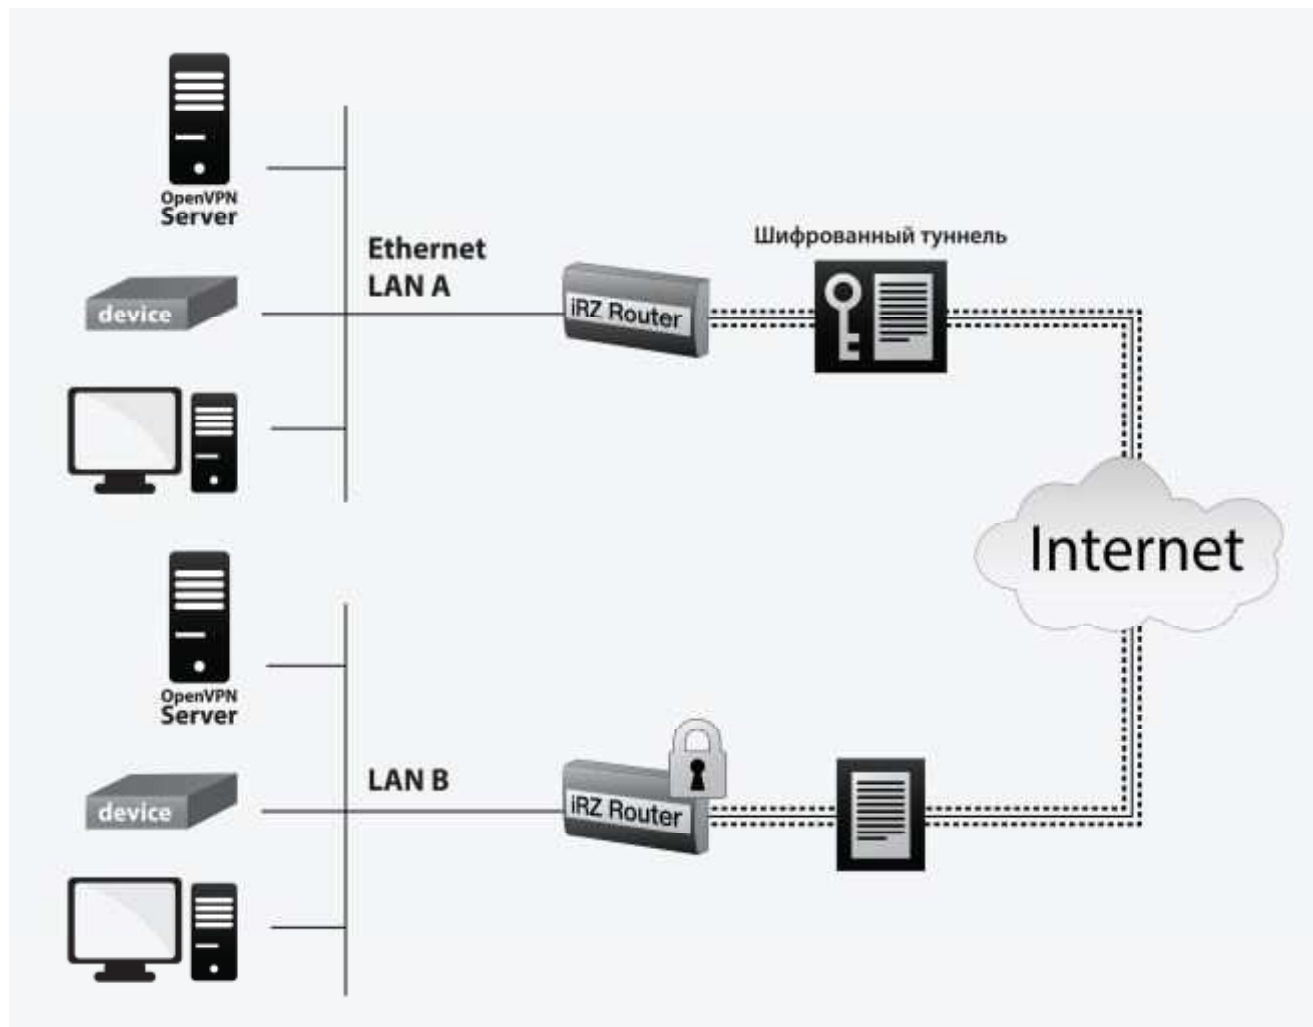 OpenVPN
Server
Ethernet
LAN A
Шифрованный туннель
device
iRZ Router
Internet
OpenVPN
Server
LAN B
device
iRZ Router